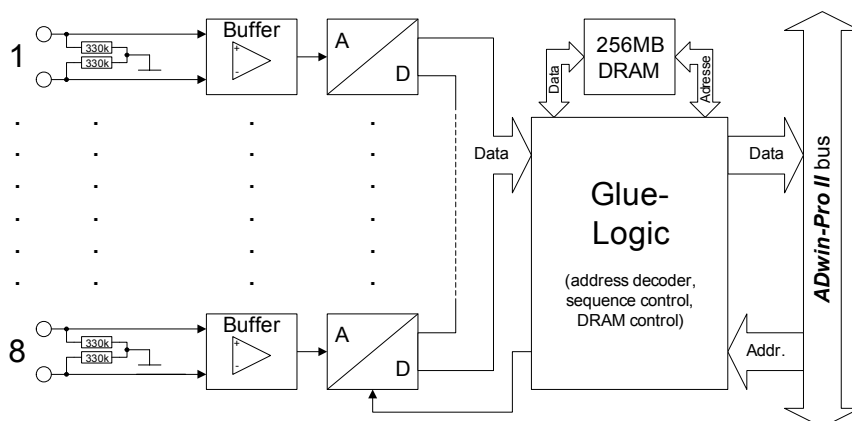 1
330k
330k
Buffer
+
-
A
D
Data
256MB
DRAM
Data
Adresse
Glue-
Logic
(address decoder,
sequence control,
DRAM control)
Data
Addr.
ADwin-Pro II bus
8
330k
330k
Buffer
+
-
A
D